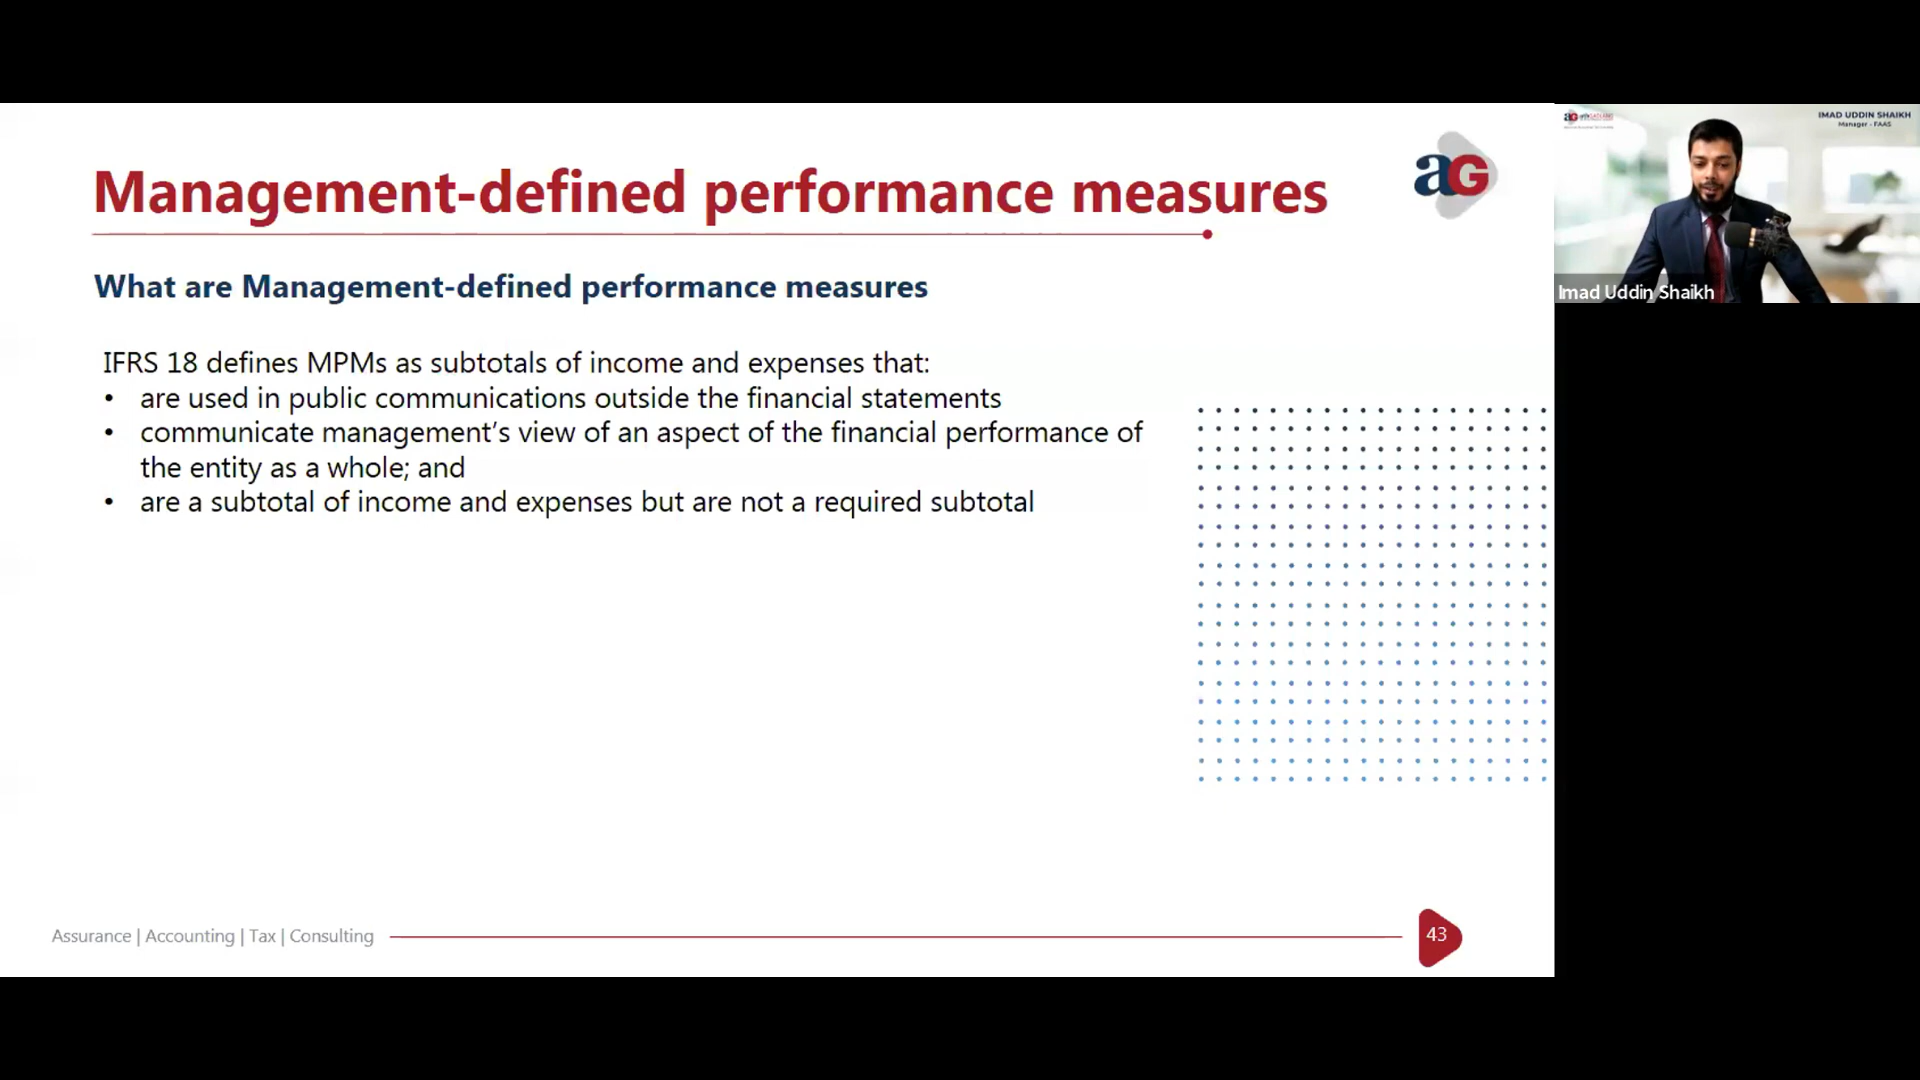 Management-defined performance measures
aG
What are Management-defined performance measures
IFRS 18 defines MPMs as subtotals of income and expenses that:
• are used in public communications outside the financial statements
• communicate management’s view of an aspect of the financial performance of
the entity as a whole; and
• are a subtotal of income and expenses but are not a required subtotal
Assurance | Accounting | Tax | Consulting
43
aG
IMAD UDDIN SHAIKH
Manager - FAAS
Imad Uddin Shaikh